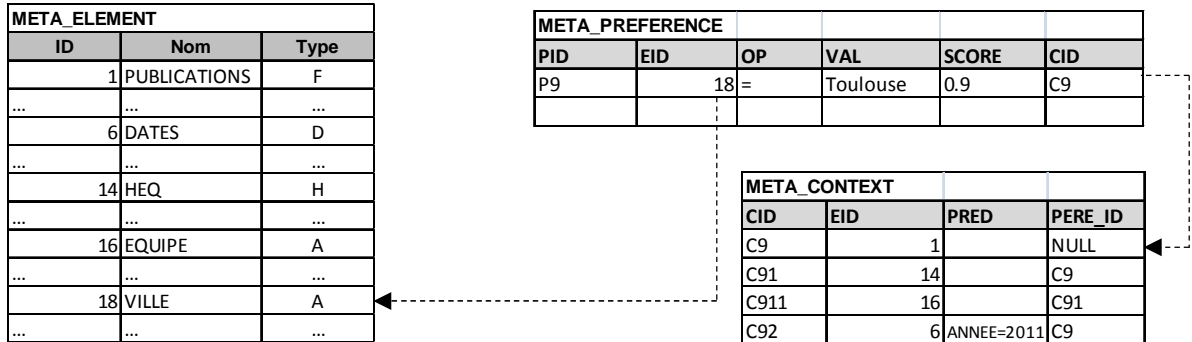 META_ELEMENT
ID Nom Type
1 PUBLICATIONS F
... ... ...
6 DATES D
... ... ...
14 HEQ H
... ... ...
16 EQUIPE A
... ... ...
18 VILLE A
... ... ...
META_PREFERENCE
PID EID OP VAL SCORE CID
P9 18 = Toulouse 0.9 C9
META_CONTEXT
CID EID PRED PERE_ID
C9 1 NULL
C91 14 C9
C911 16 C91
C92 6 ANNEE=2011 C9